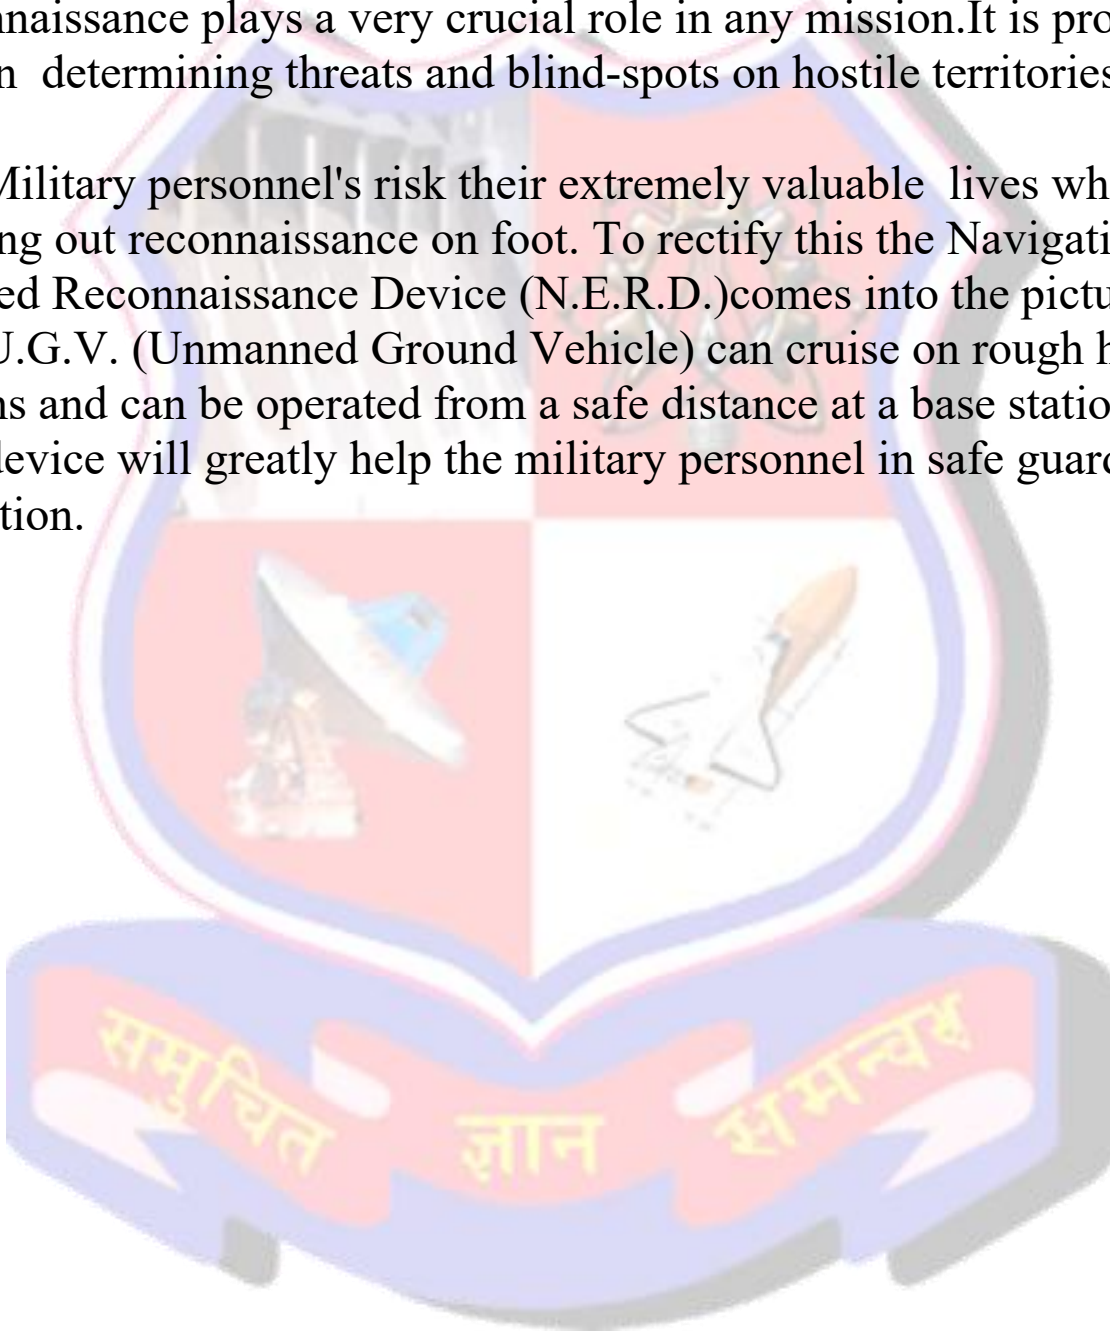 nnaissance plays a very crucial role in any mission.It is pro
n determining threats and blind-spots on hostile territories
Military personnel's risk their extremely valuable lives wh
ng out reconnaissance on foot. To rectify this the Navigati
ed Reconnaissance Device (N.E.R.D.)comes into the pictu
U.G.V. (Unmanned Ground Vehicle) can cruise on rough h
ns and can be operated from a safe distance at a base statio
device will greatly help the military personnel in safe guard
tion.
समुचित ज्ञान समन्वय